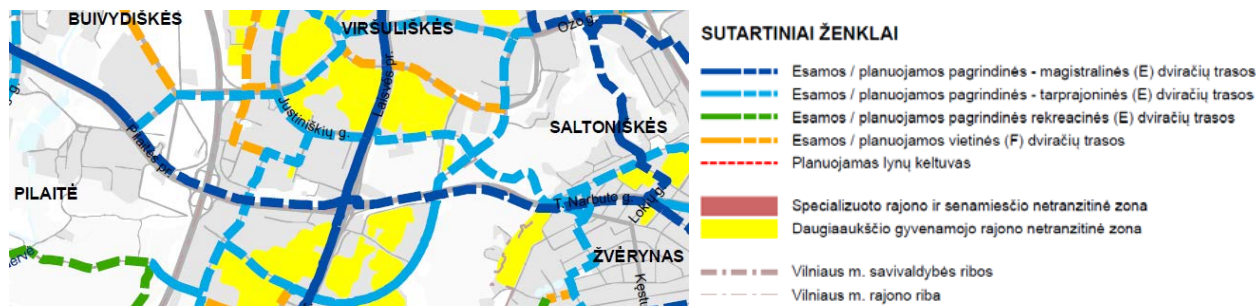 BUIVYDIŠKĖS
VIRŠULIŠKĖS
Ozo g.
Laisvės pr.
Justiniškių g.
Pilaitės pr.
SALTONIŠKĖS
PILAITĖ
T. Narbuto g.
Lokių g.
ŽVĖRYNAS
SUTARTINIAI ŽENKLAI
Esamos / planuojamos pagrindinės - magistralinės (E) dviračių trasos
Esamos / planuojamos pagrindinės - tarprajoninės (E) dviračių trasos
Esamos / planuojamos pagrindinės rekreacinės (E) dviračių trasos
Esamos / planuojamos vietinės (F) dviračių trasos
Planuojamas lynų keltuvas
Specializuoto rajono ir senamiesčio netranzitinė zona
Daugiaaukščio gyvenamojo rajono netranzitinė zona
Vilniaus m. savivaldybės ribos
Vilniaus m. rajono riba